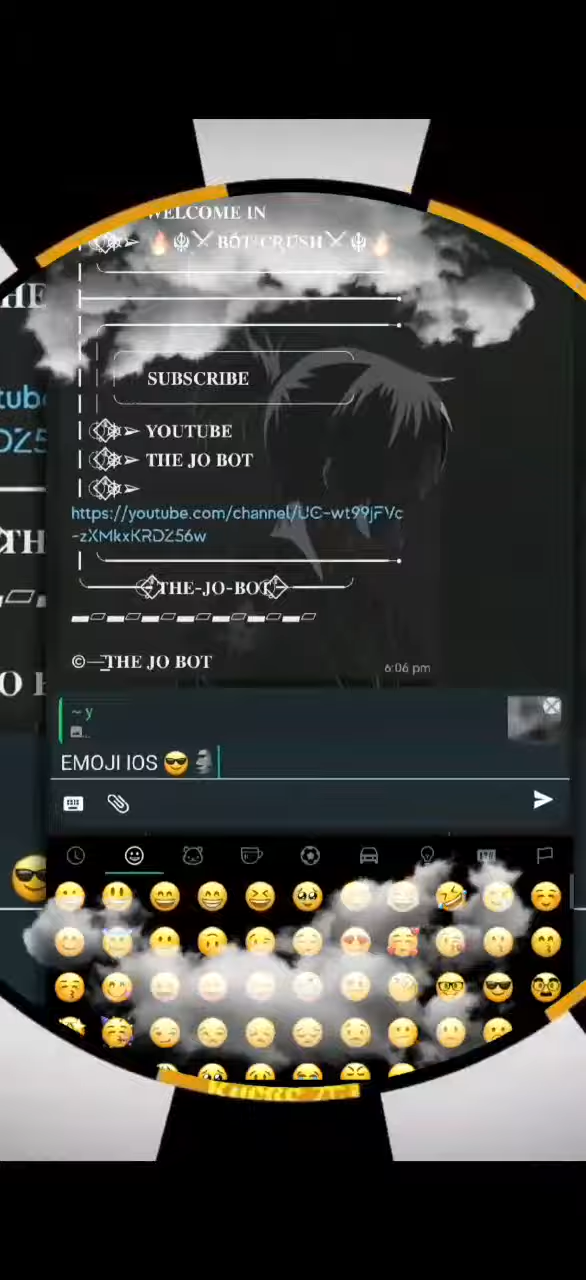 WELCOME IN
BOT CRUSH
SUBSCRIBE
YOUTUBE
THE JO BOT
https://youtube.com/channel/UC-wt99jFVc
-zXMkxKRDZ56w
THE-JO-BOT
©—THE JO BOT
6:06 pm
~ y
EMOJI IOS 😎🗿